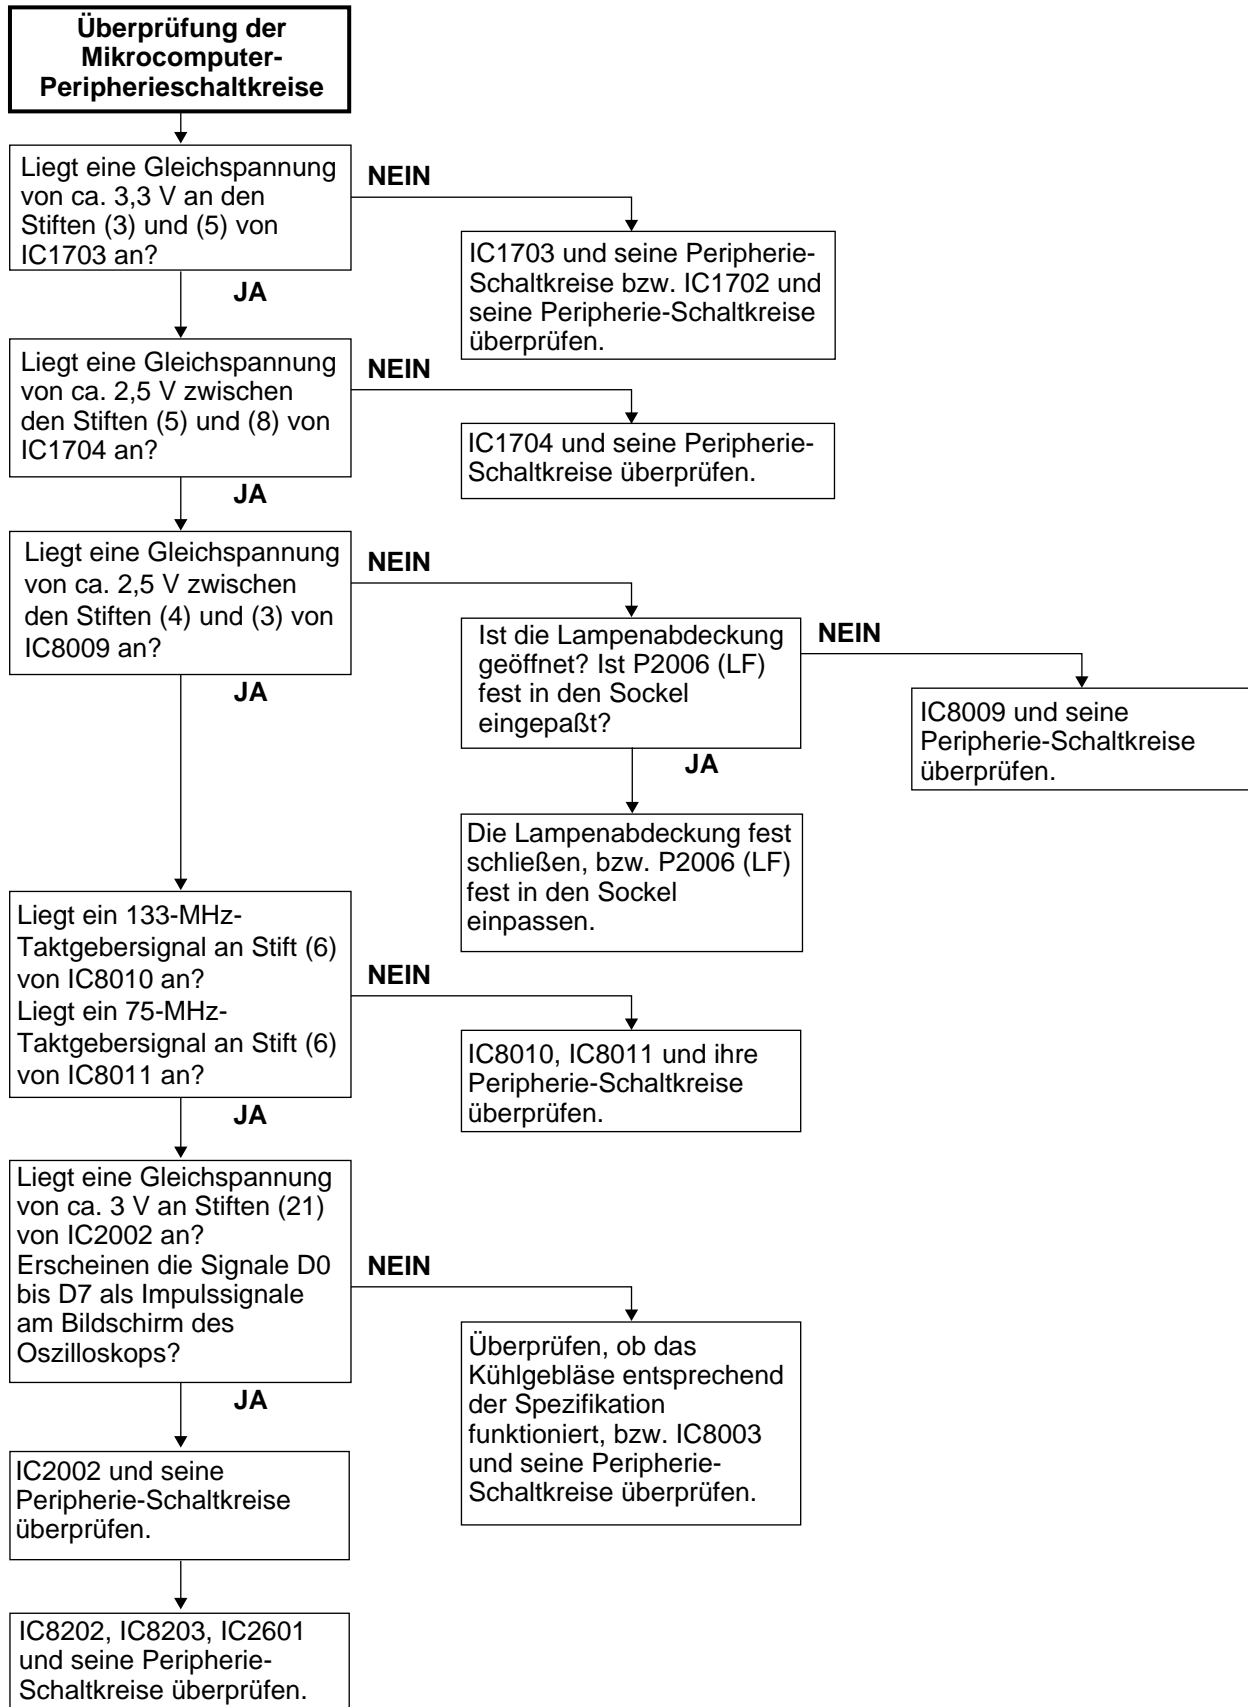 Überprüfung der
Mikrocomputer-
Peripherieschaltkreise
Liegt eine Gleichspannung
von ca. 3,3 V an den
Stiften (3) und (5) von
IC1703 an?
NEIN
IC1703 und seine Peripherie-
Schaltkreise bzw. IC1702 und
seine Peripherie-Schaltkreise
überprüfen.
JA
Liegt eine Gleichspannung
von ca. 2,5 V zwischen
den Stiften (5) und (8) von
IC1704 an?
NEIN
IC1704 und seine Peripherie-
Schaltkreise überprüfen.
JA
Liegt eine Gleichspannung
von ca. 2,5 V zwischen
den Stiften (4) und (3) von
IC8009 an?
NEIN
Ist die Lampenabdeckung
geöffnet? Ist P2006 (LF)
fest in den Sockel
eingepaßt?
NEIN
IC8009 und seine
Peripherie-Schaltkreise
überprüfen.
JA
Die Lampenabdeckung fest
schließen, bzw. P2006 (LF)
fest in den Sockel
einpassen.
JA
Liegt ein 133-MHz-
Taktgebersignal an Stift (6)
von IC8010 an?
Liegt ein 75-MHz-
Taktgebersignal an Stift (6)
von IC8011 an?
NEIN
IC8010, IC8011 und ihre
Peripherie-Schaltkreise
überprüfen.
JA
Liegt eine Gleichspannung
von ca. 3 V an Stiften (21)
von IC2002 an?
Erscheinen die Signale D0
bis D7 als Impulssignale
am Bildschirm des
Oszilloskops?
NEIN
Überprüfen, ob das
Kühlgebläse entsprechend
der Spezifikation
funktioniert, bzw. IC8003
und seine Peripherie-
Schaltkreise überprüfen.
JA
IC2002 und seine
Peripherie-Schaltkreise
überprüfen.
IC8202, IC8203, IC2601
und seine Peripherie-
Schaltkreise überprüfen.